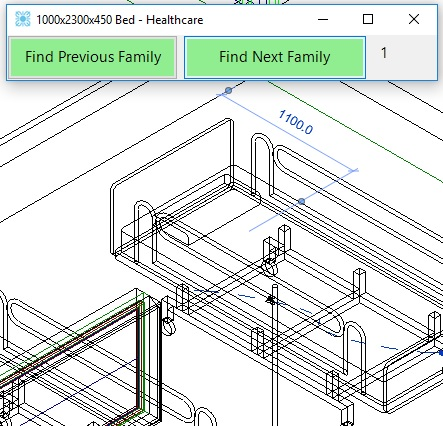 1000x2300x450 Bed - Healthcare
Find Previous Family
Find Next Family
1
1100.0